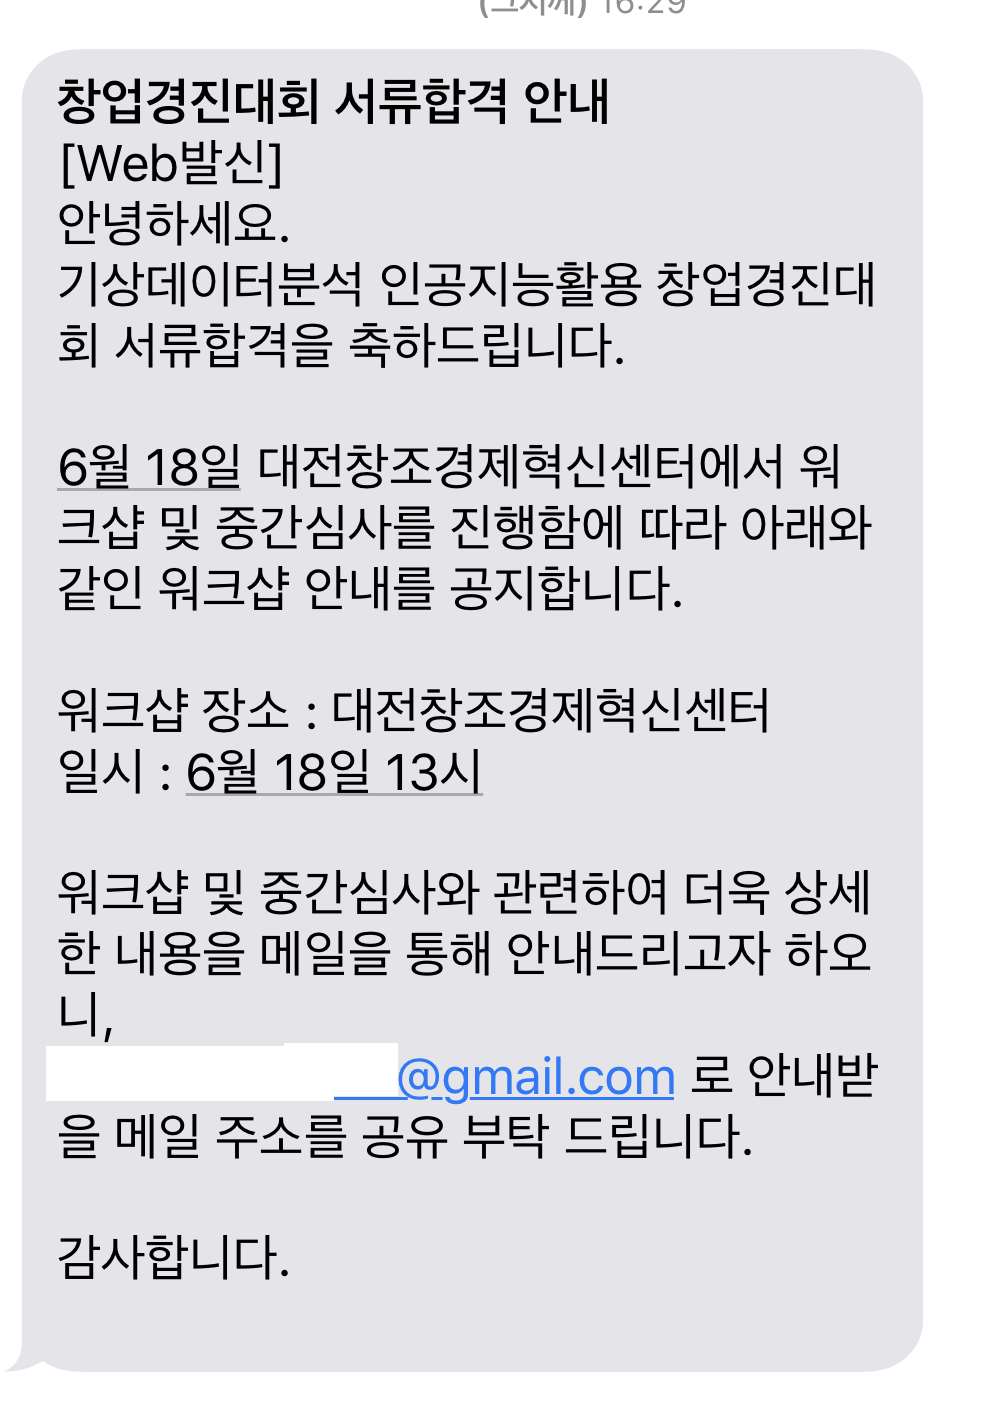 (그저께) 16:29
창업경진대회 서류합격 안내
[Web발신]
안녕하세요.
기상데이터분석 인공지능활용 창업경진대
회 서류합격을 축하드립니다.
6월 18일 대전창조경제혁신센터에서 워
크샵 및 중간심사를 진행함에 따라 아래와
같인 워크샵 안내를 공지합니다.
워크샵 장소 : 대전창조경제혁신센터
일시 : 6월 18일 13시
워크샵 및 중간심사와 관련하여 더욱 상세
한 내용을 메일을 통해 안내드리고자 하오
니,
@gmail.com 로 안내받
을 메일 주소를 공유 부탁 드립니다.
감사합니다.